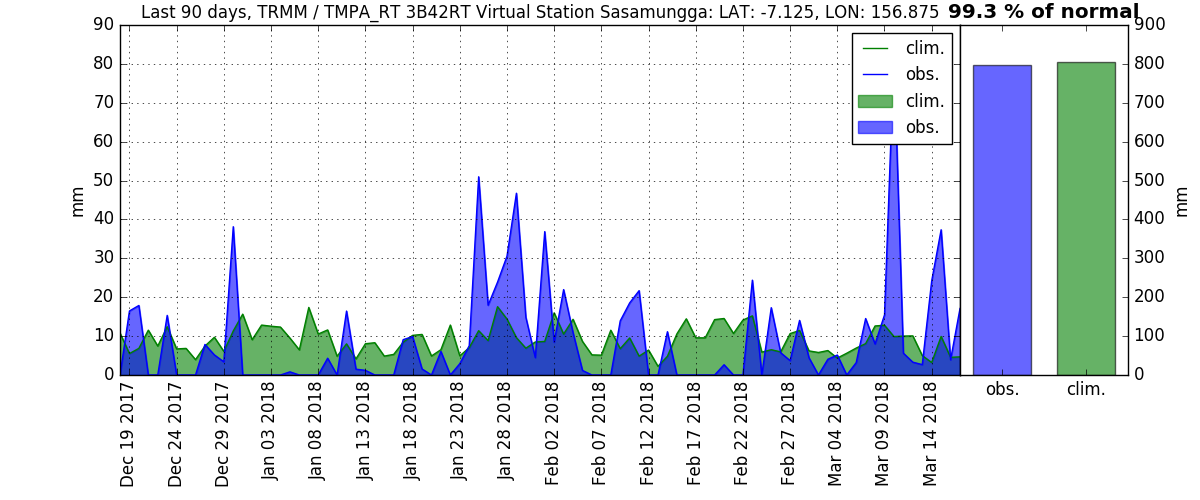 Last 90 days, TRMM / TMPA_RT 3B42RT Virtual Station Sasamungga: LAT: -7.125, LON: 156.875 99.3 % of normal
90
80
70
60
50
40
30
20
10
0
mm
clim.
obs.
clim.
obs.
900
800
700
600
500
400
300
200
100
0
mm
obs. clim.
Dec 19 2017
Dec 24 2017
Dec 29 2017
Jan 03 2018
Jan 08 2018
Jan 13 2018
Jan 18 2018
Jan 23 2018
Jan 28 2018
Feb 02 2018
Feb 07 2018
Feb 12 2018
Feb 17 2018
Feb 22 2018
Feb 27 2018
Mar 04 2018
Mar 09 2018
Mar 14 2018